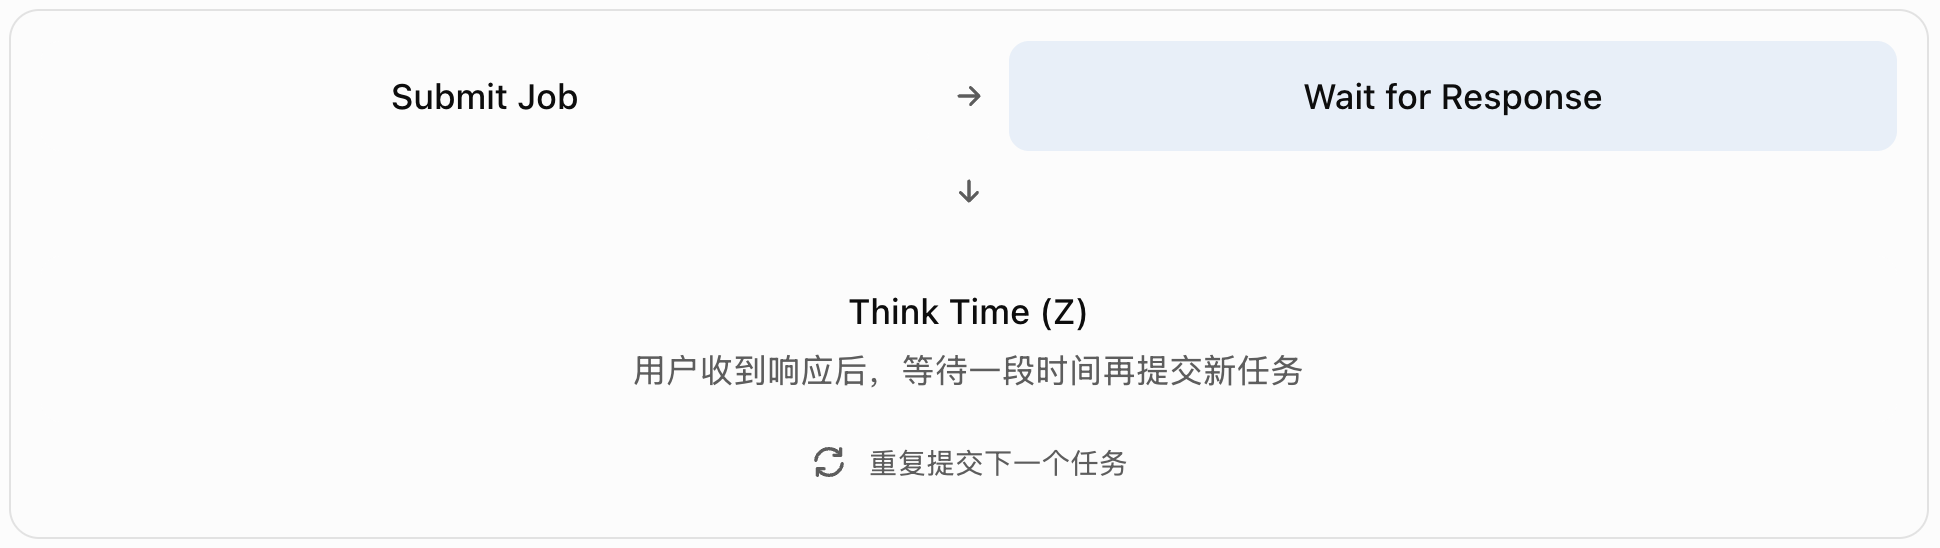 Submit Job → Wait for Response
↓
Think Time (Z)
用户收到响应后，等待一段时间再提交新任务
重复提交下一个任务